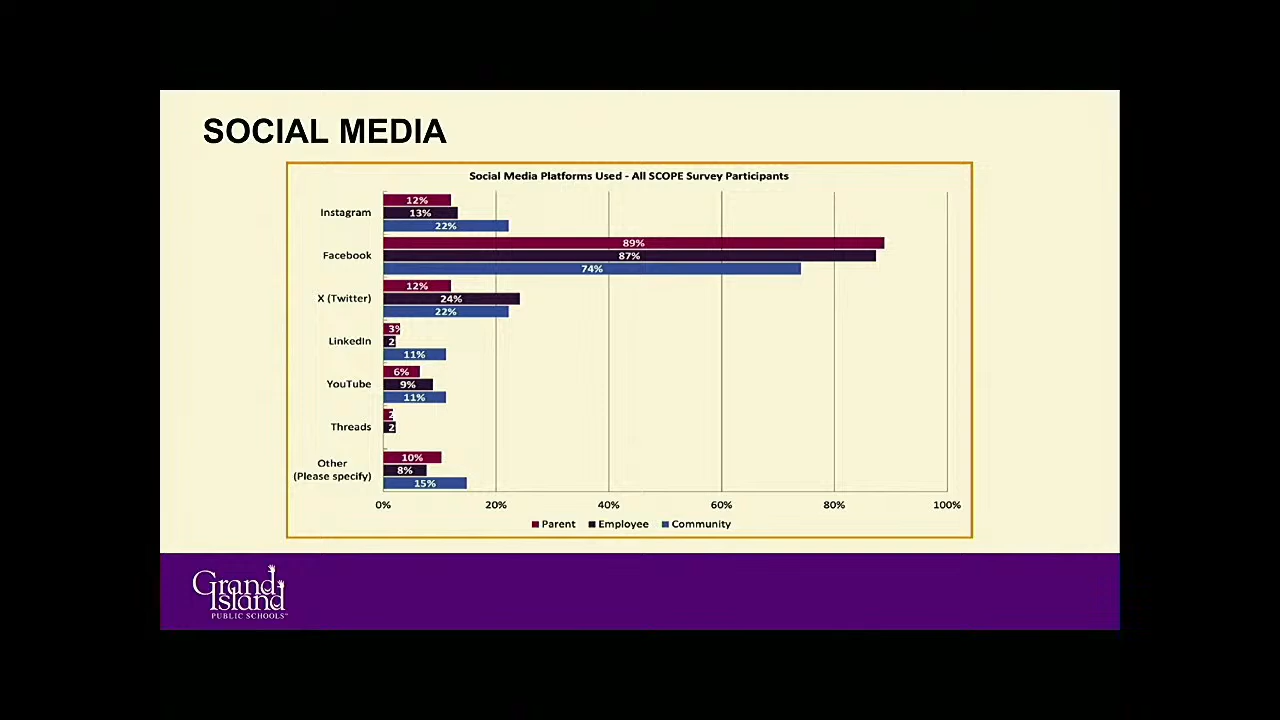 SOCIAL MEDIA
Social Media Platforms Used - All SCOPE Survey Participants
Instagram
12%
13%
22%
Facebook
89%
87%
74%
X (Twitter)
12%
24%
22%
LinkedIn
3%
2
11%
YouTube
6%
9%
11%
Threads
2
Other
(Please specify)
10%
8%
15%
0% 20% 40% 60% 80% 100%
Parent Employee Community
Grand
Island
PUBLIC SCHOOLS